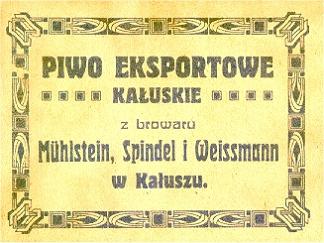 PIWO EKSPORTOWE
KAŁUSKIE
z browaru
Mühlstein, Spindel i Weissmann
w Kałuszu.